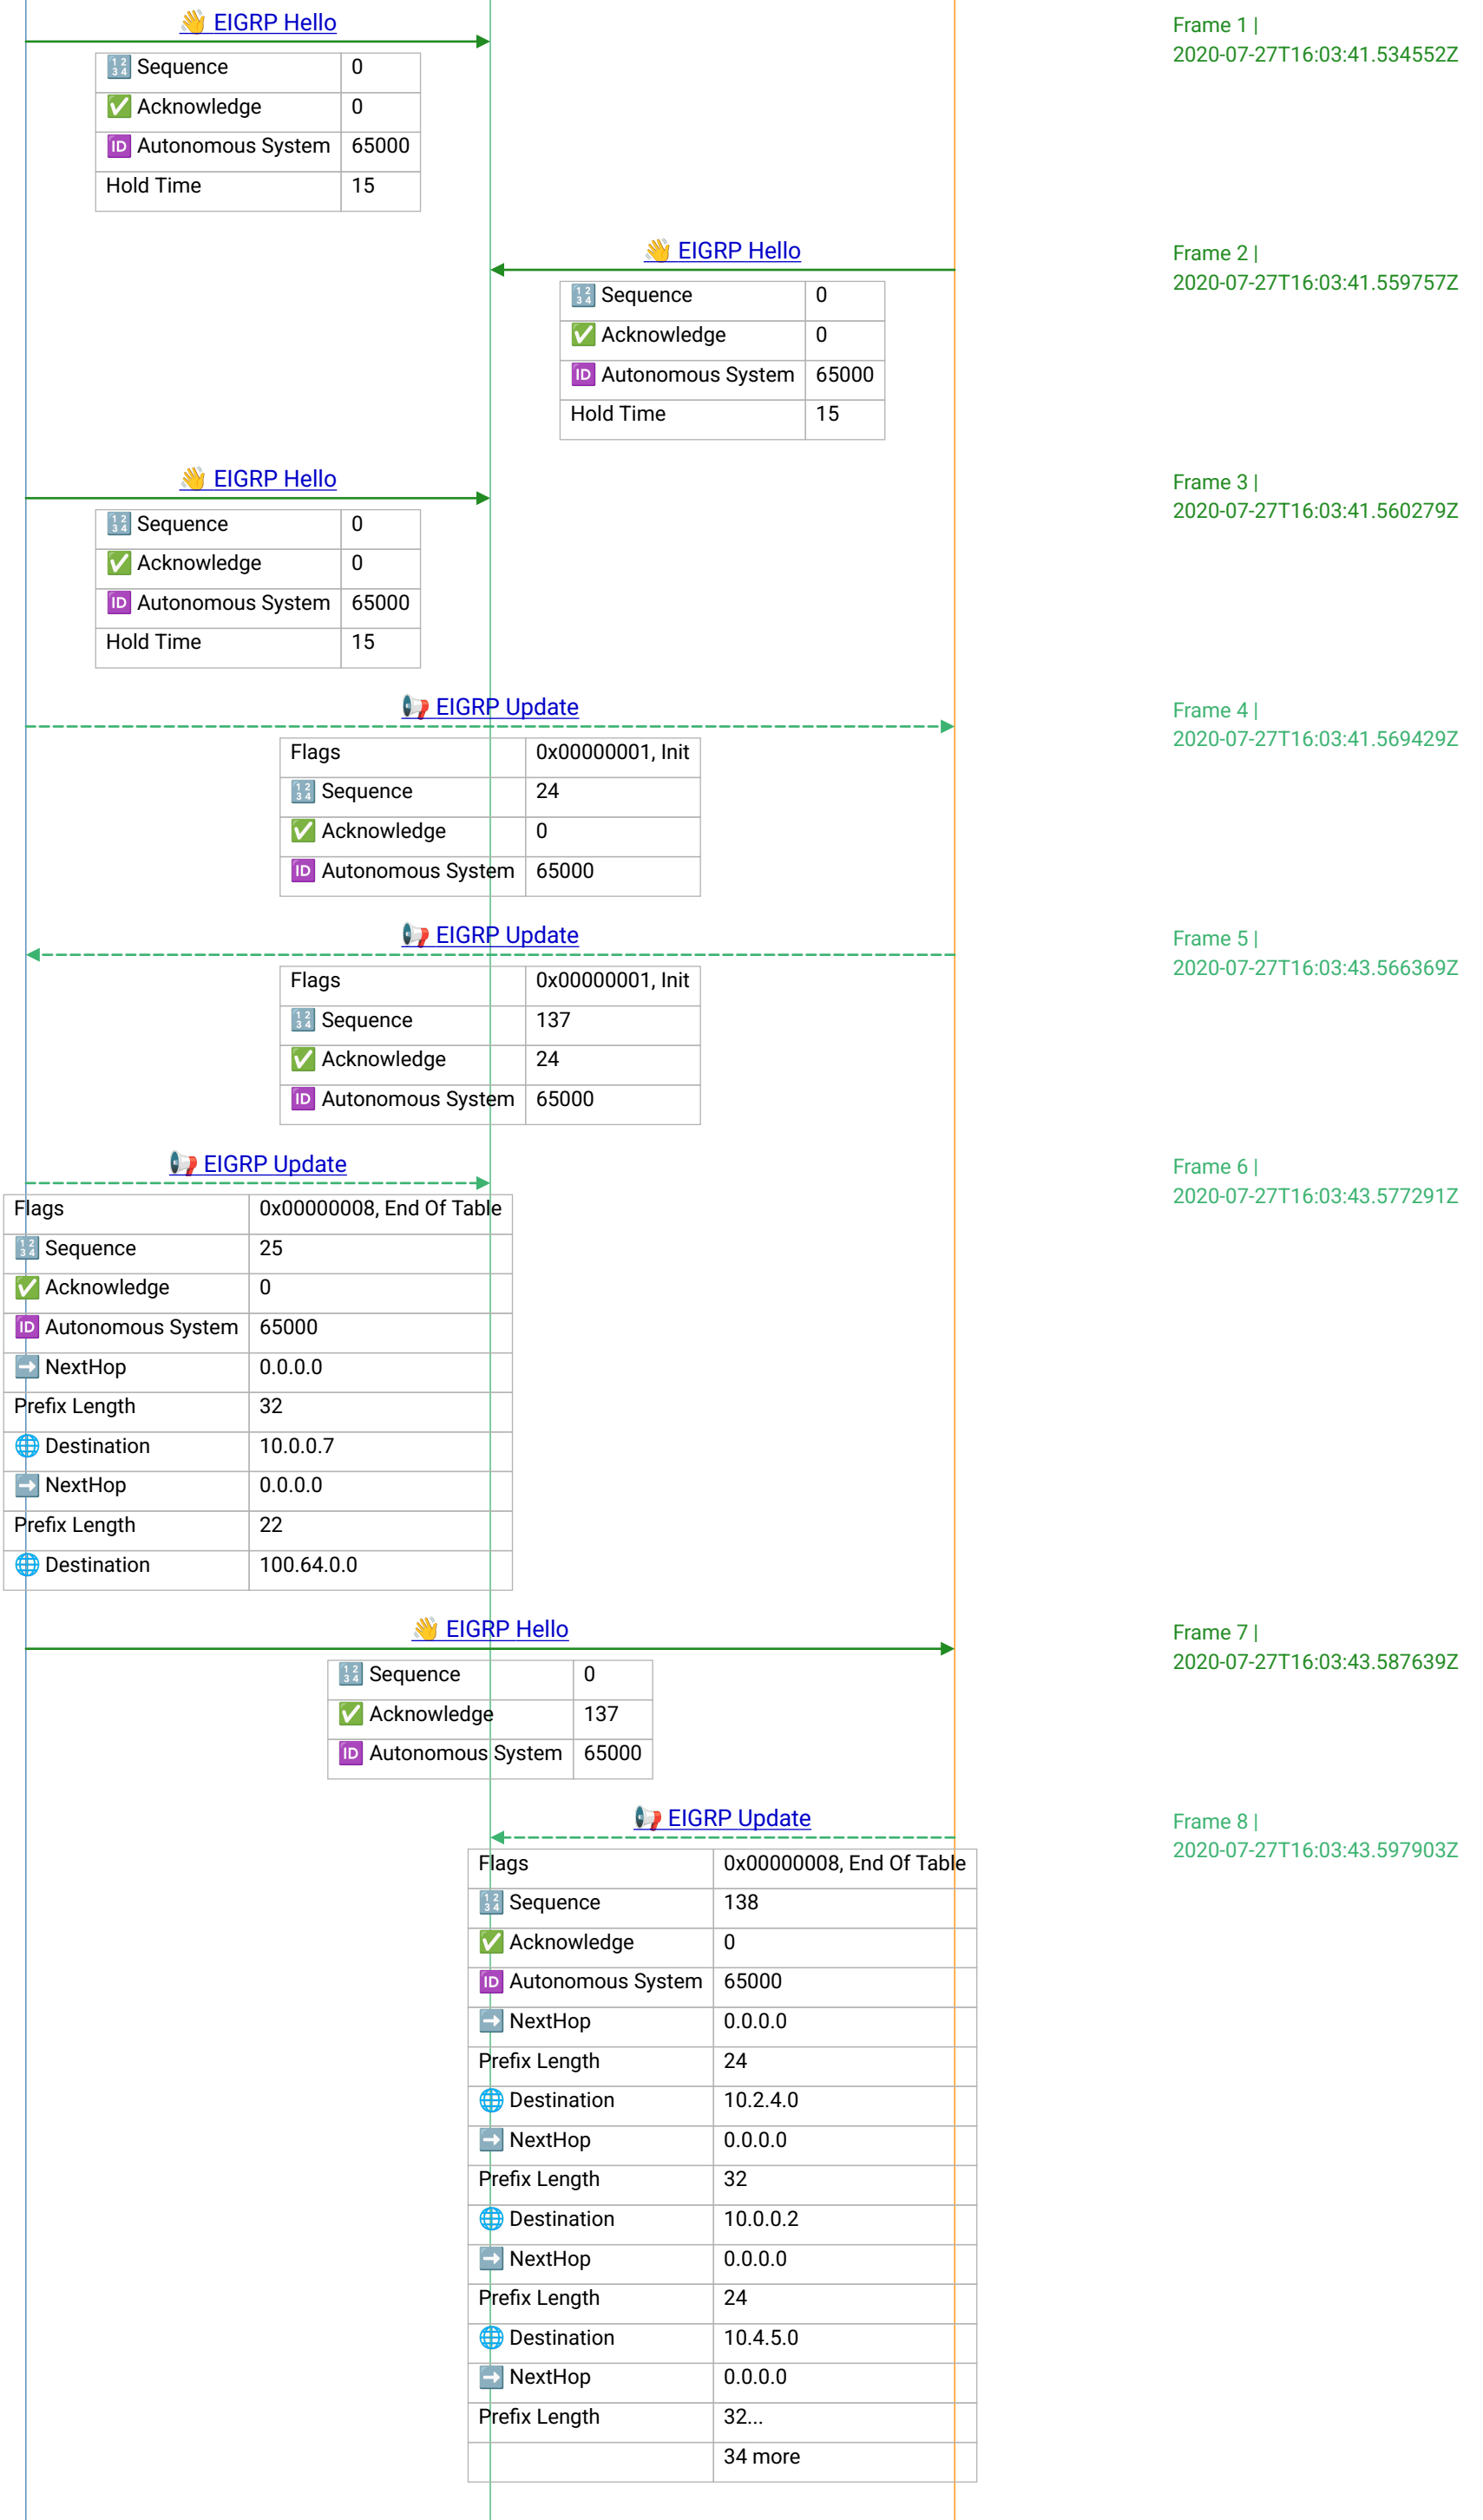 👋 EIGRP Hello
Frame 1 |
2020-07-27T16:03:41.534552Z
🔢 Sequence 0
✅ Acknowledge 0
🆔 Autonomous System 65000
Hold Time 15
👋 EIGRP Hello
Frame 2 |
2020-07-27T16:03:41.559757Z
🔢 Sequence 0
✅ Acknowledge 0
🆔 Autonomous System 65000
Hold Time 15
👋 EIGRP Hello
Frame 3 |
2020-07-27T16:03:41.560279Z
🔢 Sequence 0
✅ Acknowledge 0
🆔 Autonomous System 65000
Hold Time 15
📢 EIGRP Update
Frame 4 |
2020-07-27T16:03:41.569429Z
Flags 0x00000001, Init
🔢 Sequence 24
✅ Acknowledge 0
🆔 Autonomous System 65000
📢 EIGRP Update
Frame 5 |
2020-07-27T16:03:43.566369Z
Flags 0x00000001, Init
🔢 Sequence 137
✅ Acknowledge 24
🆔 Autonomous System 65000
📢 EIGRP Update
Frame 6 |
2020-07-27T16:03:43.577291Z
Flags 0x00000008, End Of Table
🔢 Sequence 25
✅ Acknowledge 0
🆔 Autonomous System 65000
➡️ NextHop 0.0.0.0
Prefix Length 32
🌐 Destination 10.0.0.7
➡️ NextHop 0.0.0.0
Prefix Length 22
🌐 Destination 100.64.0.0
👋 EIGRP Hello
Frame 7 |
2020-07-27T16:03:43.587639Z
🔢 Sequence 0
✅ Acknowledge 137
🆔 Autonomous System 65000
📢 EIGRP Update
Frame 8 |
2020-07-27T16:03:43.597903Z
Flags 0x00000008, End Of Table
🔢 Sequence 138
✅ Acknowledge 0
🆔 Autonomous System 65000
➡️ NextHop 0.0.0.0
Prefix Length 24
🌐 Destination 10.2.4.0
➡️ NextHop 0.0.0.0
Prefix Length 32
🌐 Destination 10.0.0.2
➡️ NextHop 0.0.0.0
Prefix Length 24
🌐 Destination 10.4.5.0
➡️ NextHop 0.0.0.0
Prefix Length 32...
34 more